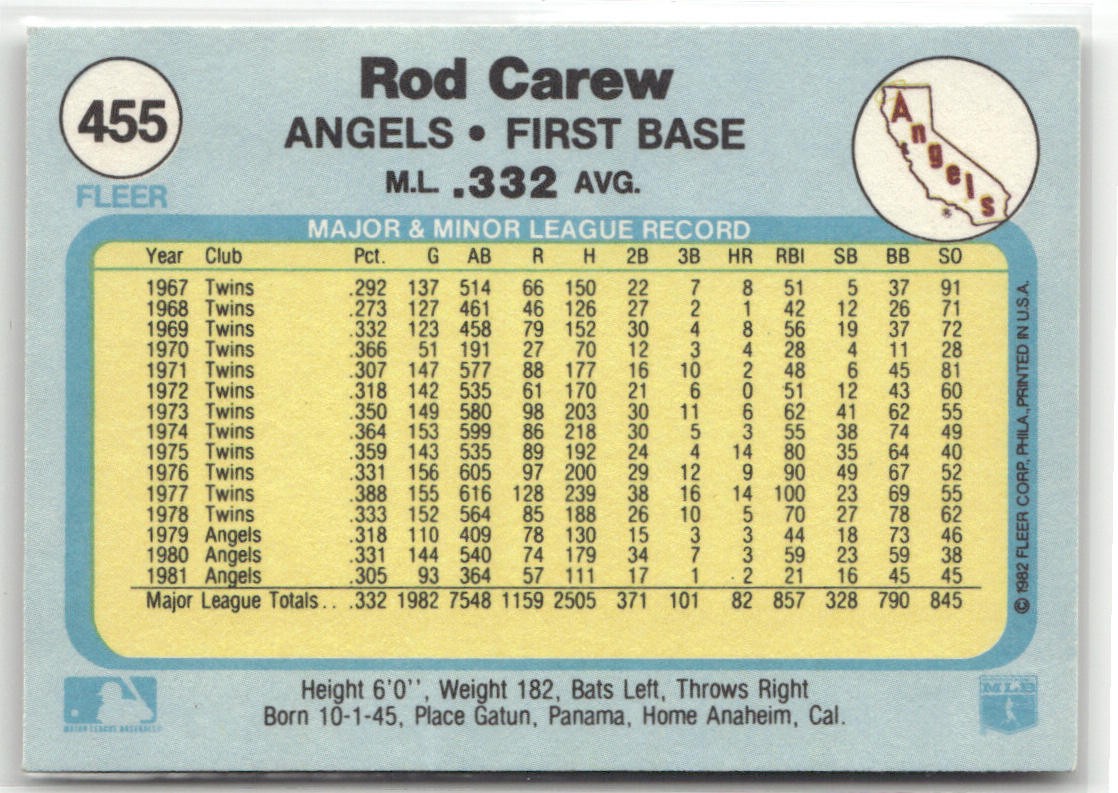 455
FLEER
Rod Carew
ANGELS • FIRST BASE
M.L. .332 AVG.
Angels
MAJOR & MINOR LEAGUE RECORD
Year Club Pct. G AB R H 2B 3B HR RBI SB BB SO
1967 Twins .292 137 514 66 150 22 7 8 51 5 37 91
1968 Twins .273 127 461 46 126 27 2 1 42 12 26 71
1969 Twins .332 123 458 79 152 30 4 8 56 19 37 72
1970 Twins .366 51 191 27 70 12 3 4 28 4 11 28
1971 Twins .307 147 577 88 177 16 10 2 48 6 45 81
1972 Twins .318 142 535 61 170 21 6 0 51 12 43 60
1973 Twins .350 149 580 98 203 30 11 6 62 41 62 55
1974 Twins .364 153 599 86 218 30 5 3 55 38 74 49
1975 Twins .359 143 535 89 192 24 4 14 80 35 64 40
1976 Twins .331 156 605 97 200 29 12 9 90 49 67 52
1977 Twins .388 155 616 128 239 38 16 14 100 23 69 55
1978 Twins .333 152 564 85 188 26 10 5 70 27 78 62
1979 Angels .318 110 409 78 130 15 3 3 44 18 73 46
1980 Angels .331 144 540 74 179 34 7 3 59 23 59 38
1981 Angels .305 93 364 57 111 17 1 2 21 16 45 45
Major League Totals . . .332 1982 7548 1159 2505 371 101 82 857 328 790 845
© 1982 FLEER CORP., PHILA., PRINTED IN U.S.A.
Height 6'0'', Weight 182, Bats Left, Throws Right
Born 10-1-45, Place Gatun, Panama, Home Anaheim, Cal.
MAJOR LEAGUE BASEBALL
MLB